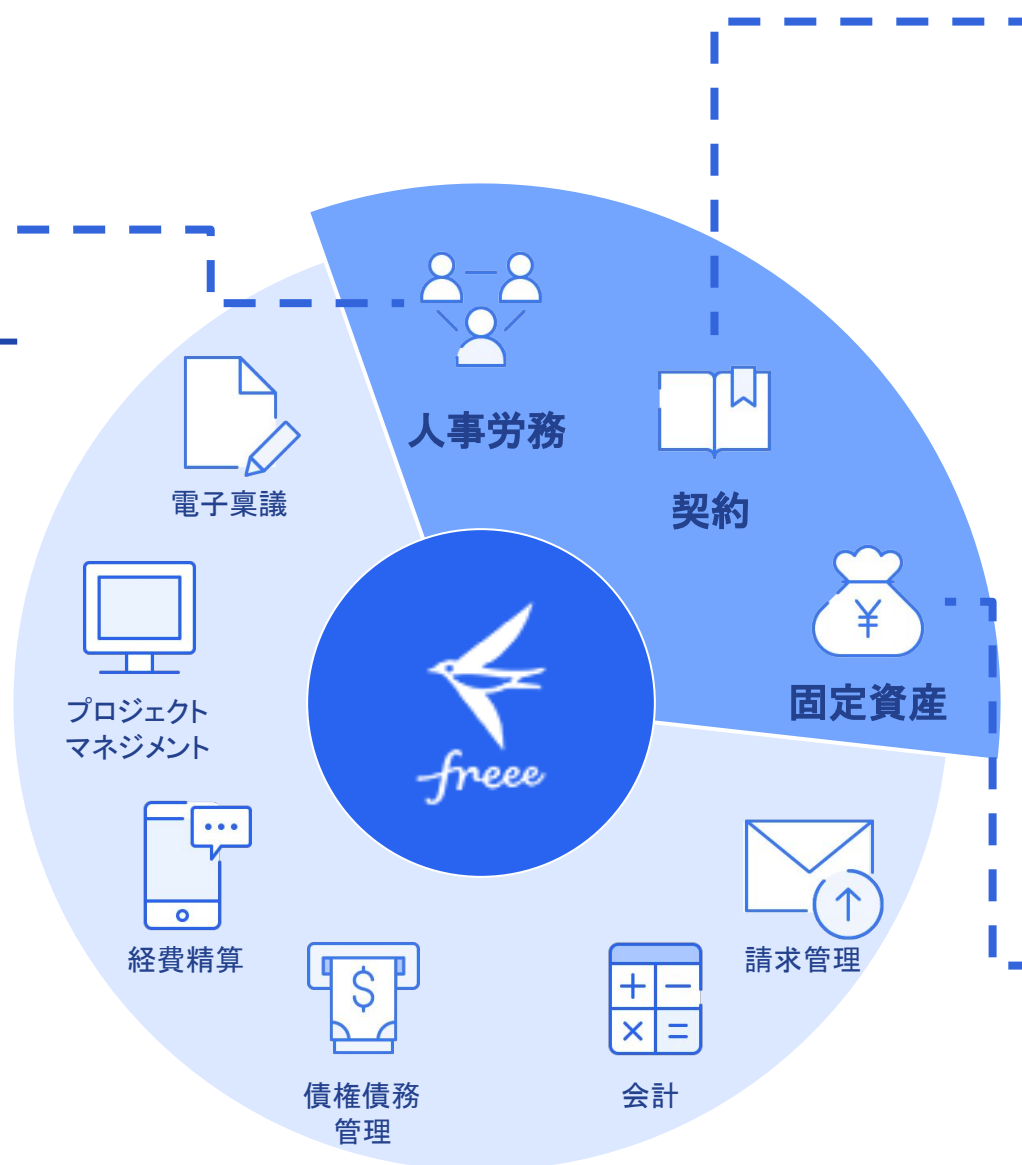 人事労務
契約
固定資産
電子稟議
プロジェクト
マネジメント
freee
経費精算
請求管理
債権債務
管理
会計